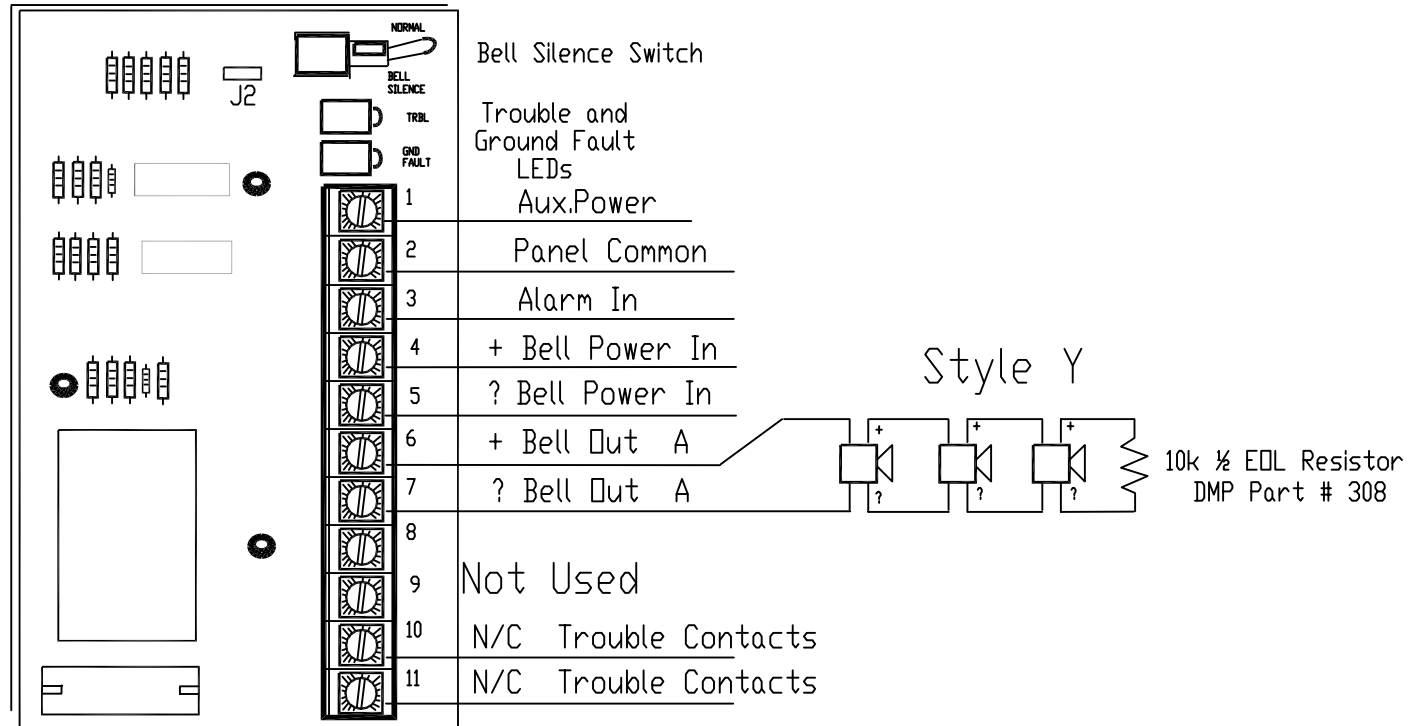 NORMAL
Bell Silence Switch
BELL
SILENCE
J2
TRBL
Trouble and
Ground Fault
LEDs
GND
FAULT
1 Aux.Power
2 Panel Common
3 Alarm In
4 + Bell Power In
5 ? Bell Power In
6 + Bell Out A
7 ? Bell Out A
8
9 Not Used
10 N/C Trouble Contacts
11 N/C Trouble Contacts
Style Y
+ + +
? ? ?
10k ½ EOL Resistor
DMP Part # 308